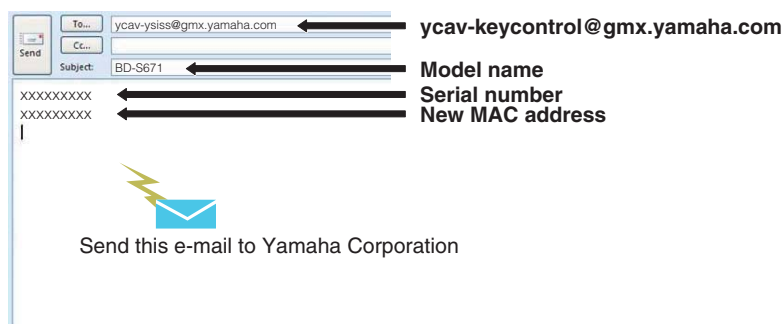 To... ycav-ysiss@gmx.yamaha.com ycav-keycontrol@gmx.yamaha.com
Send Cc...
Subject: BD-S671 Model name
XXXXXXXXX Serial number
XXXXXXXXX New MAC address
Send this e-mail to Yamaha Corporation